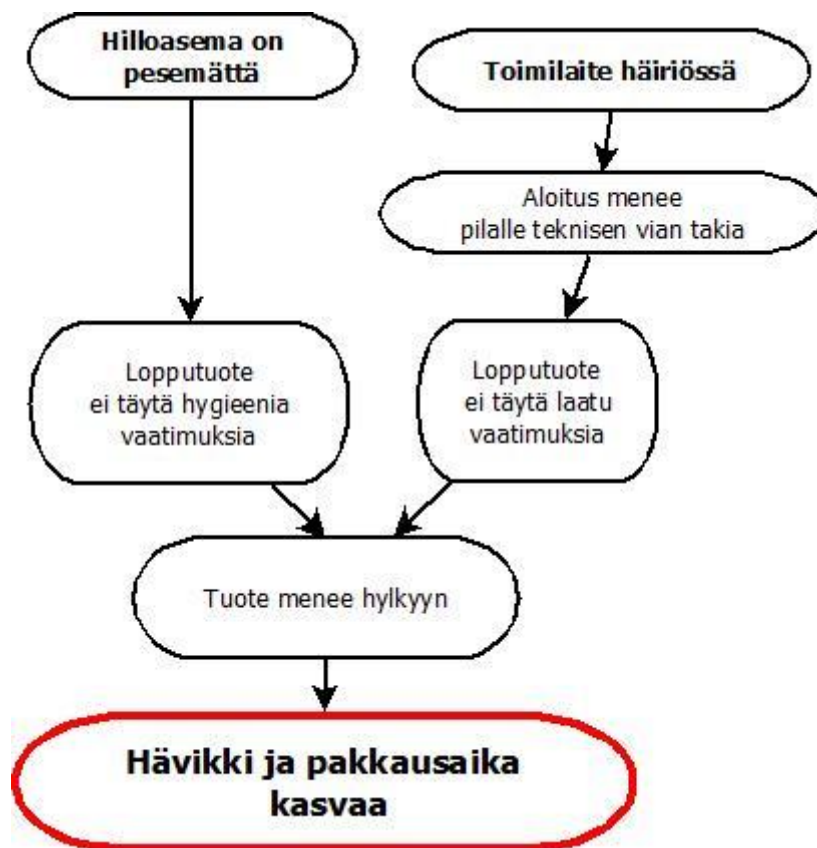 Hilloasema on
pesemättä
Toimilaite häiriössä
Aloitus menee
pilalle teknisen vian takia
Lopputuote
ei täytä hygieenia
vaatimuksia
Lopputuote
ei täytä laatu
vaatimuksia
Tuote menee hylkyyn
Hävikki ja pakkausaika
kasvaa